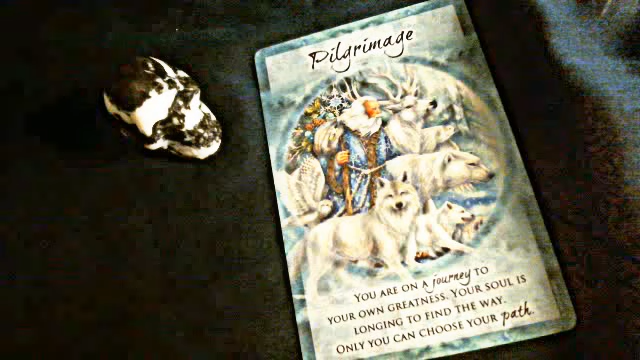 Pilgrimage
YOU ARE ON A journey TO
YOUR OWN GREATNESS. YOUR SOUL IS
LONGING TO FIND THE WAY.
ONLY YOU CAN CHOOSE YOUR path.